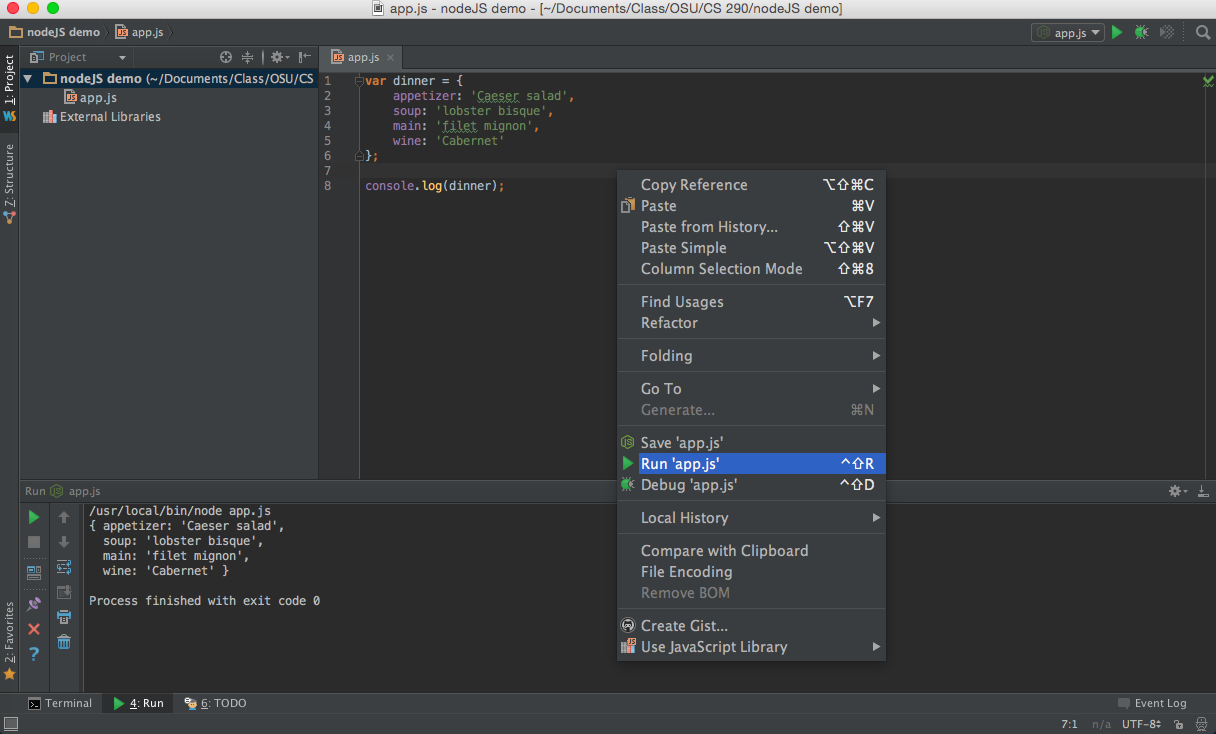 app.js - nodeJS demo - [~/Documents/Class/OSU/CS 290/nodeJS demo]
nodeJS demo
app.js
app.js
1: Project
Z: Structure
2: Favorites
Project
nodeJS demo (~/Documents/Class/OSU/CS
app.js
External Libraries
app.js
1 var dinner = {
2 appetizer: 'Caeser salad',
3 soup: 'lobster bisque',
4 main: 'filet mignon',
5 wine: 'Cabernet'
6 };
7
8 console.log(dinner);
Copy Reference ⌥⇧⌘C
Paste ⌘V
Paste from History... ⇧⌘V
Paste Simple ⌥⇧⌘V
Column Selection Mode ⇧⌘8
Find Usages ⌥F7
Refactor
Folding
Go To
Generate... ⌘N
Save 'app.js'
Run 'app.js' ^⇧R
Debug 'app.js' ^⇧D
Local History
Compare with Clipboard
File Encoding
Remove BOM
Create Gist...
Use JavaScript Library
Run app.js
/usr/local/bin/node app.js
{ appetizer: 'Caeser salad',
soup: 'lobster bisque',
main: 'filet mignon',
wine: 'Cabernet' }
Process finished with exit code 0
Terminal
4: Run
6: TODO
Event Log
7:1 n/a UTF-8